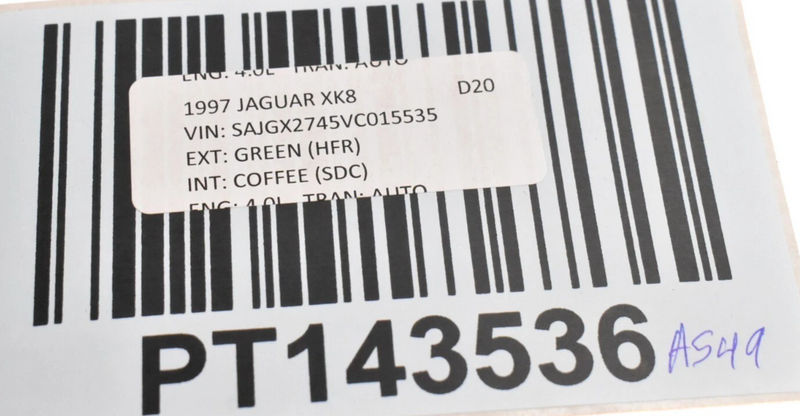 ENG: 4.0L TRAN: AUTO
1997 JAGUAR XK8 D20
VIN: SAJGX2745VC015535
EXT: GREEN (HFR)
INT: COFFEE (SDC)
ENG: 4.0L TRAN: AUTO
PT143536
AS49